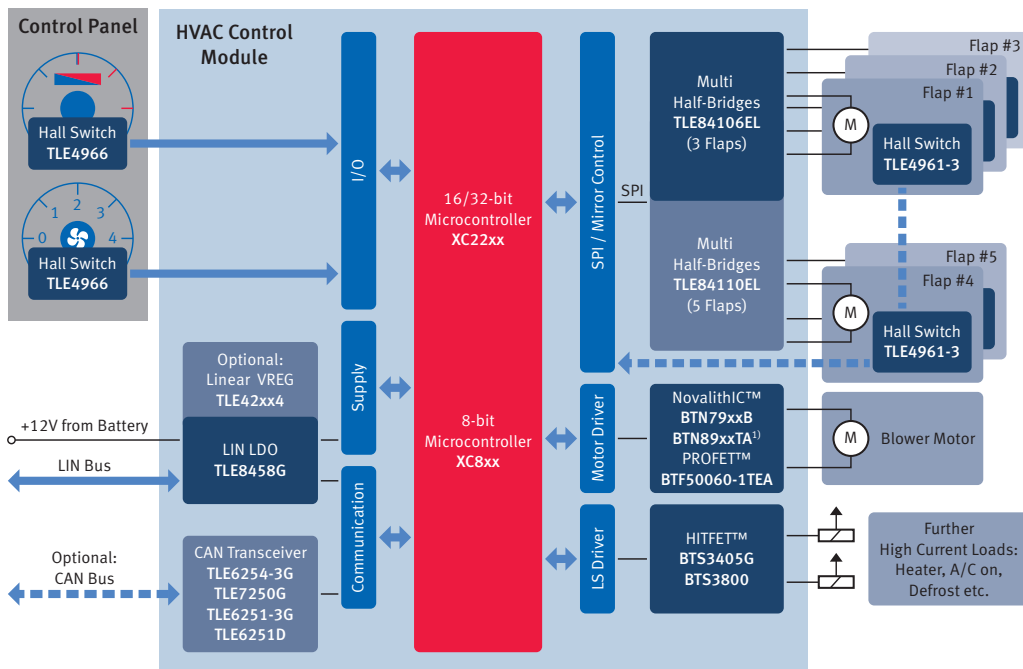 Control Panel
Hall Switch
TLE4966
0
1
2
3
4
Hall Switch
TLE4966
HVAC Control
Module
I/O
Supply
Communication
Optional:
Linear VREG
TLE42xx4
LIN LDO
TLE8458G
+12V from Battery
LIN Bus
Optional:
CAN Bus
CAN Transceiver
TLE6254-3G
TLE7250G
TLE6251-3G
TLE6251D
16/32-bit
Microcontroller
XC22xx
8-bit
Microcontroller
XC8xx
SPI / Mirror Control
Motor Driver
LS Driver
SPI
Multi
Half-Bridges
TLE84106EL
(3 Flaps)
Multi
Half-Bridges
TLE84110EL
(5 Flaps)
NovalithIC™
BTN79xxB
BTN89xxTA1)
PROFET™
BTF50060-1TEA
HITFET™
BTS3405G
BTS3800
Flap #3
Flap #2
Flap #1
M
Hall Switch
TLE4961-3
Flap #5
Flap #4
M
Hall Switch
TLE4961-3
M
Blower Motor
Further
High Current Loads:
Heater, A/C on,
Defrost etc.